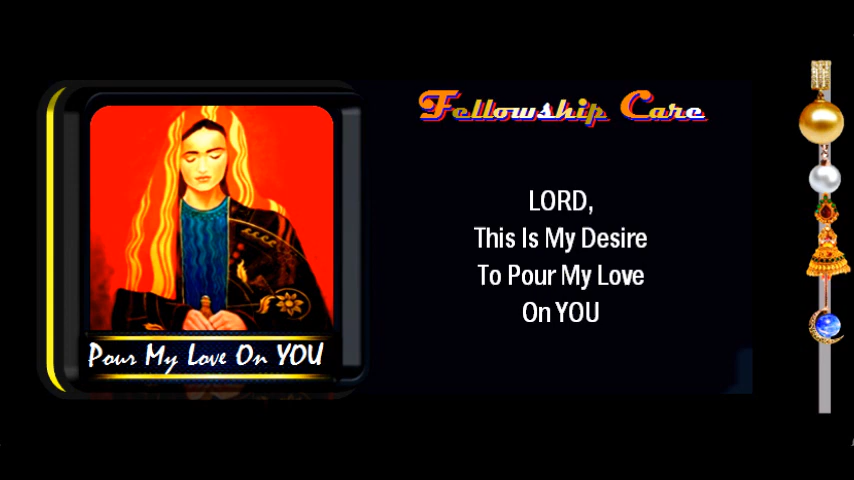 Fellowship Care
LORD,
This Is My Desire
To Pour My Love
On YOU
Pour My Love On YOU